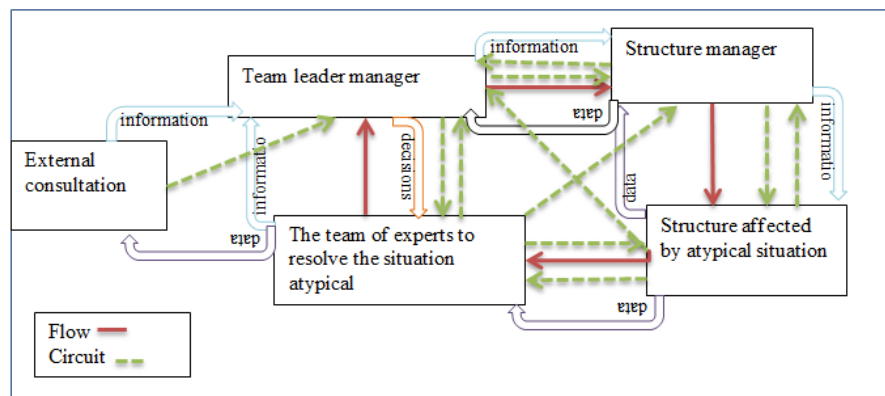 information
Structure manager
Team leader manager
information
data
informatio
External
consultation
decisions
informatio
data
data
The team of experts to
resolve the situation
atypical
Structure affected
by atypical situation
data
Flow
Circuit